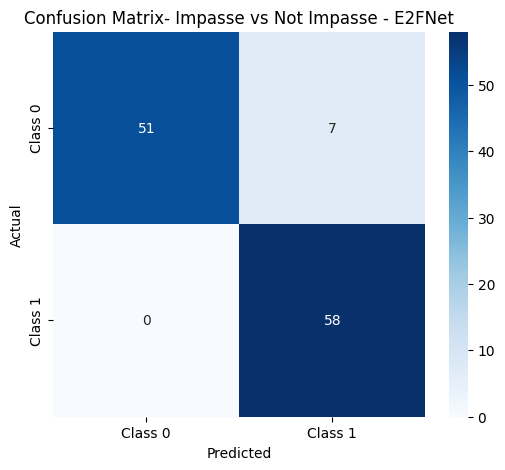 Confusion Matrix- Impasse vs Not Impasse - E2FNet
Actual
Class 0
Class 1
51
7
0
58
Class 0
Class 1
Predicted
50
40
30
20
10
0